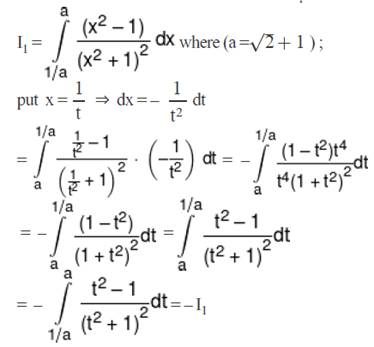 I₁ = ∫_{1/a}^{a} (x² – 1)/(x² + 1)² dx where (a = √2 + 1) ;
put x = 1/t ⇒ dx = – 1/t² dt
= ∫_{a}^{1/a} (1/t² – 1)/(1/t² + 1)² · (–1/t²) dt = – ∫_{a}^{1/a} (1 – t²)t⁴/t⁴(1 + t²)² dt
= – ∫_{a}^{1/a} (1 – t²)/(1 + t²)² dt = ∫_{a}^{1/a} t² – 1/(t² + 1)² dt
= – ∫_{1/a}^{a} t² – 1/(t² + 1)² dt = – I₁